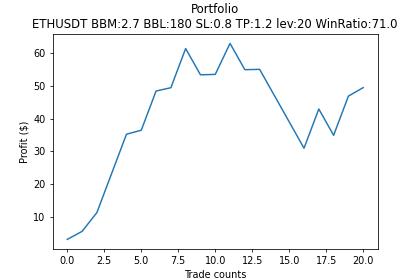 Portfolio
ETHUSDT BBM:2.7 BBL:180 SL:0.8 TP:1.2 lev:20 WinRatio:71.0
60
50
40
30
20
10
Profit ($)
0.0 2.5 5.0 7.5 10.0 12.5 15.0 17.5 20.0
Trade counts